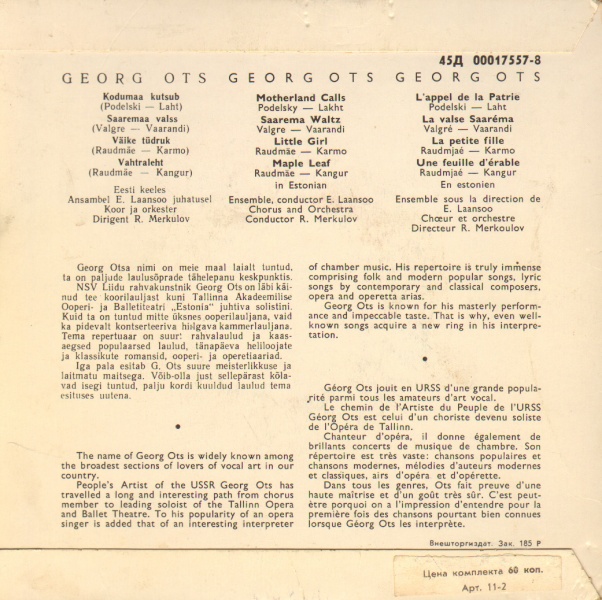 45Д 00017557-8
GEORG OTS
Kodumaa kutsub
(Podelski — Laht)
Saaremaa valss
(Valgre — Vaarandi)
Väike tüdruk
(Raudmäe — Karmo)
Vahtraleht
(Raudmäe — Kangur)
Eesti keeles
Ansambel E. Laansoo juhatusel
Koor ja orkester
Dirigent R. Merkulov
GEORG OTS
Motherland Calls
Podelsky — Lakht
Saarema Waltz
Valgre — Vaarandi
Little Girl
Raudmäe — Karmo
Maple Leaf
Raudmäe — Kangur
in Estonian
Ensemble, conductor E. Laansoo
Chorus and Orchestra
Conductor R. Merkulov
GEORG OTS
L'appel de la Patrie
Podelski — Laht
La valse Saaréma
Valgré — Vaarandi
La petite fille
Raudmjaé — Karmo
Une feuille d'érable
Raudmjaé — Kangur
En estonien
Ensemble sous la direction de
E. Laansoo
Chœur et orchestre
Directeur R. Merkoulov
Georg Otsa nimi on meie maal laialt tuntud,
ta on paljude laulusõprade tähelepanu keskpunktis.
NSV Liidu rahvakunstnik Georg Ots on läbi käi-
nud tee koorilauljast kuni Tallinna Akadeemilise
Ooperi- ja Balletiteatri „Estonia" juhtiva solistini.
Kuid ta on tuntud mitte üksnes ooperilauljana, vaid
ka pidevalt kontserteeriva hiilgava kammerlauljana.
Tema repertuaar on suur: rahvalaulud ja kaas-
aegsed populaarsed laulud, tänapäeva heliloojate
ja klassikute romansid, ooperi- ja operetiaariad.
Iga pala esitab G. Ots suure meisterlikkuse ja
laitmatu maitsega. Võib-olla just sellepärast kõla-
vad isegi tuntud, palju kordi kuuldud laulud tema
esituses uutena.
•
The name of Georg Ots is widely known among
the broadest sections of lovers of vocal art in our
country.
People's Artist of the USSR Georg Ots has
travelled a long and interesting path from chorus
member to leading soloist of the Tallinn Opera
and Ballet Theatre. To his popularity of an opera
singer is added that of an interesting interpreter
of chamber music. His repertoire is truly immense
comprising folk and modern popular songs, lyric
songs by contemporary and classical composers,
opera and operetta arias.
Georg Ots is known for his masterly perform-
ance and impeccable taste. That is why, even well-
known songs acquire a new ring in his interpre-
tation.
•
Géorg Ots jouit en URSS d'une grande popula-
rité parmi tous les amateurs d'art vocal.
Le chemin de l'Artiste du Peuple de l'URSS
Géorg Ots est celui d'un choriste devenu soliste
de l'Opéra de Tallinn.
Chanteur d'opéra, il donne également de
brillants concerts de musique de chambre. Son
répertoire est très vaste: chansons populaires et
chansons modernes, mélodies d'auteurs modernes
et classiques, airs d'opéra et d'opérette.
Dans tous les genres, Ots fait preuve d'une
haute maîtrise et d'un goût très sûr. C'est peut-
être porquoi on a l'impression d'entendre pour la
première fois des chansons pourtant bien connues
lorsque Géorg Ots les interprète.
Внешторгиздат. Зак. 185 Р
Цена комплекта 60 коп.
Арт. 11-2